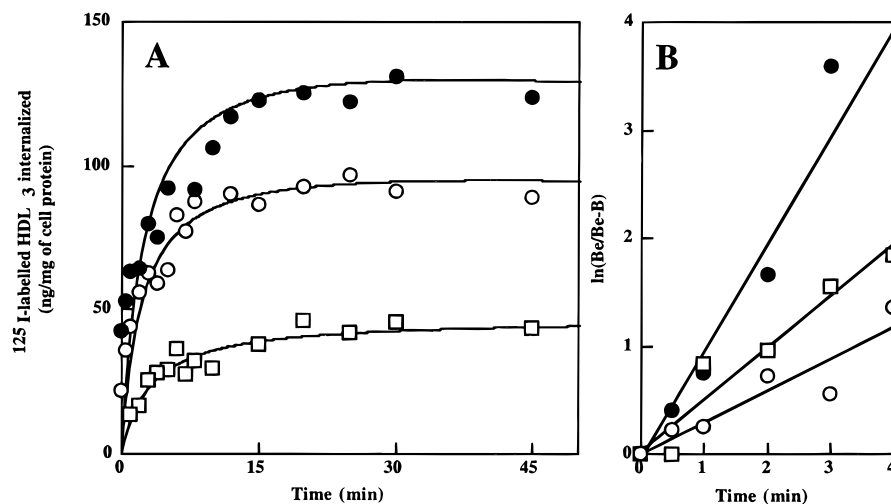 150
100
50
0
A
125 I-labelled HDL 3 internalized
(ng/mg of cell protein)
0
15
30
45
Time (min)
4
3
2
1
0
B
ln(Be/Be-B)
0
1
2
3
4
Time (min)